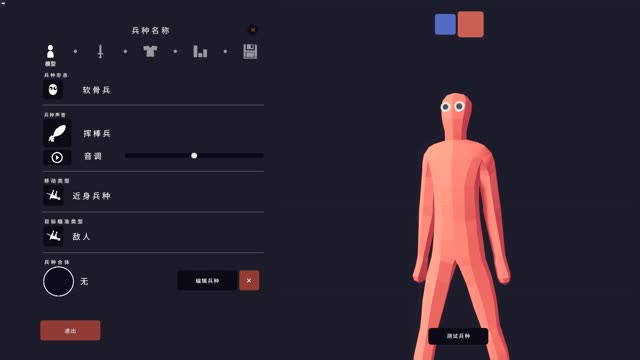 兵种名称
模型
兵种形态
软骨兵
兵种声音
挥棒兵
音调
移动类型
近身兵种
目标瞄准类型
敌人
兵种合体
无
编辑兵种
退出
测试兵种